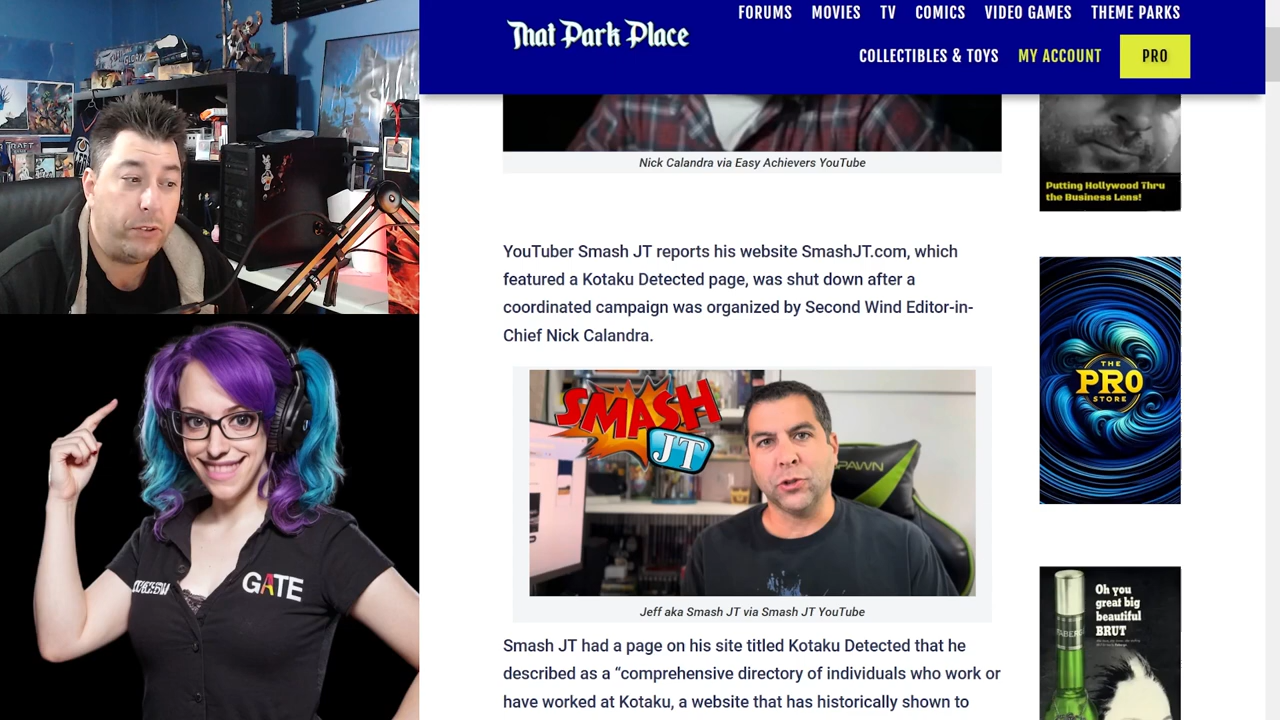 That Park Place
FORUMS MOVIES TV COMICS VIDEO GAMES THEME PARKS
COLLECTIBLES & TOYS MY ACCOUNT PRO
Nick Calandra via Easy Achievers YouTube
Putting Hollywood Thru
the Business Lens!
YouTuber Smash JT reports his website SmashJT.com, which
featured a Kotaku Detected page, was shut down after a
coordinated campaign was organized by Second Wind Editor-in-
Chief Nick Calandra.
SMASH
JT
Jeff aka Smash JT via Smash JT YouTube
Smash JT had a page on his site titled Kotaku Detected that he
described as a “comprehensive directory of individuals who work or
have worked at Kotaku, a website that has historically shown to
THE
PRO
STORE
Oh you
great big
beautiful
BRUT
GATE